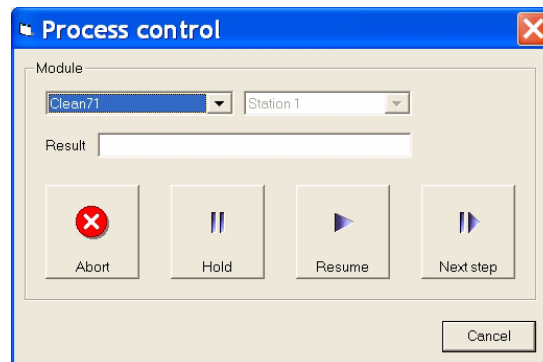 Process control
Module
Clean71 Station 1
Result
Abort Hold Resume Next step
Cancel